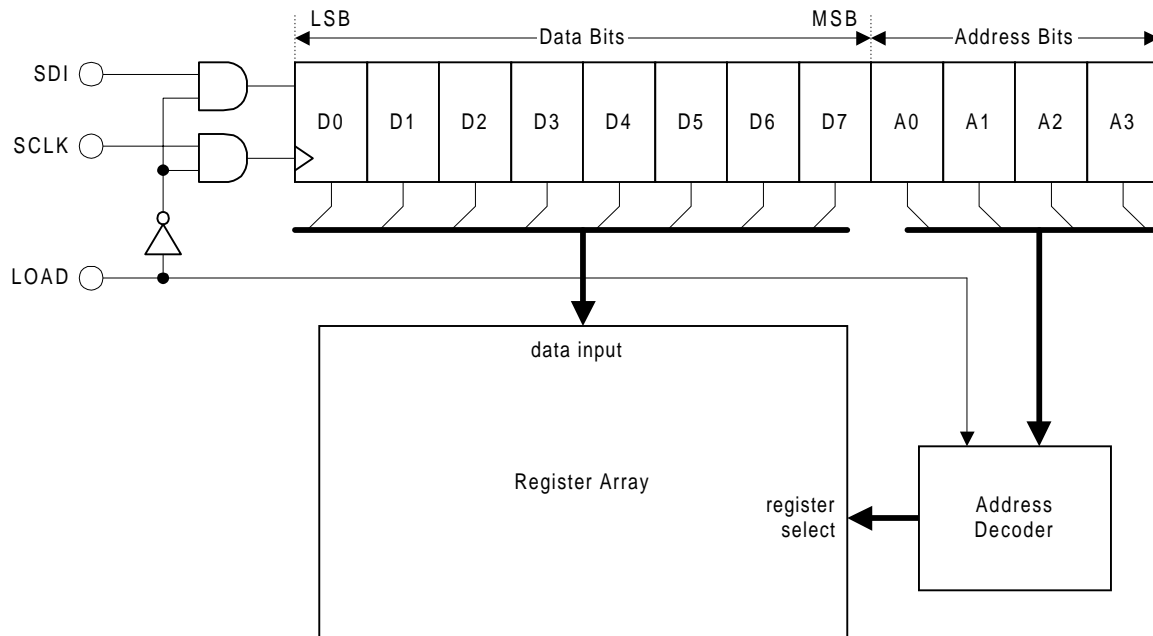 LSB
MSB
Data Bits
Address Bits
SDI
D0 D1 D2 D3 D4 D5 D6 D7 A0 A1 A2 A3
SCLK
LOAD
data input
Register Array
register
select
Address
Decoder